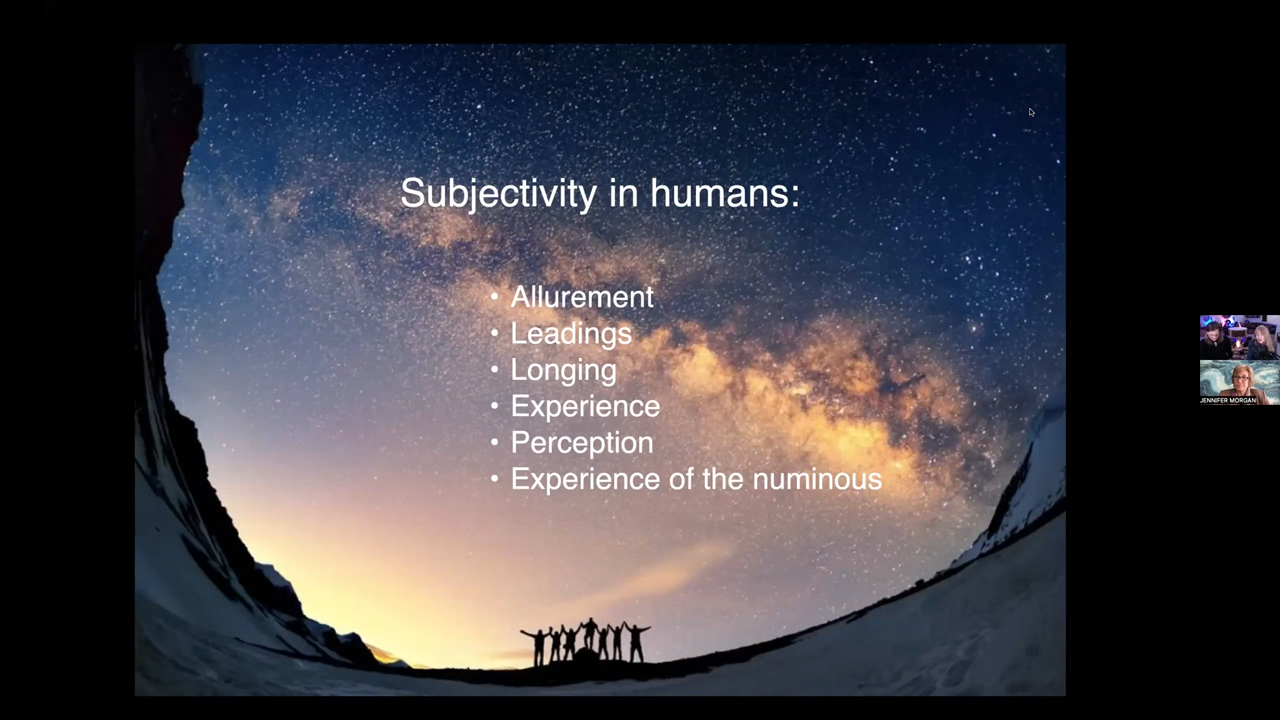 Subjectivity in humans:
• Allurement
• Leadings
• Longing
• Experience
• Perception
• Experience of the numinous
JENNIFER MORGAN